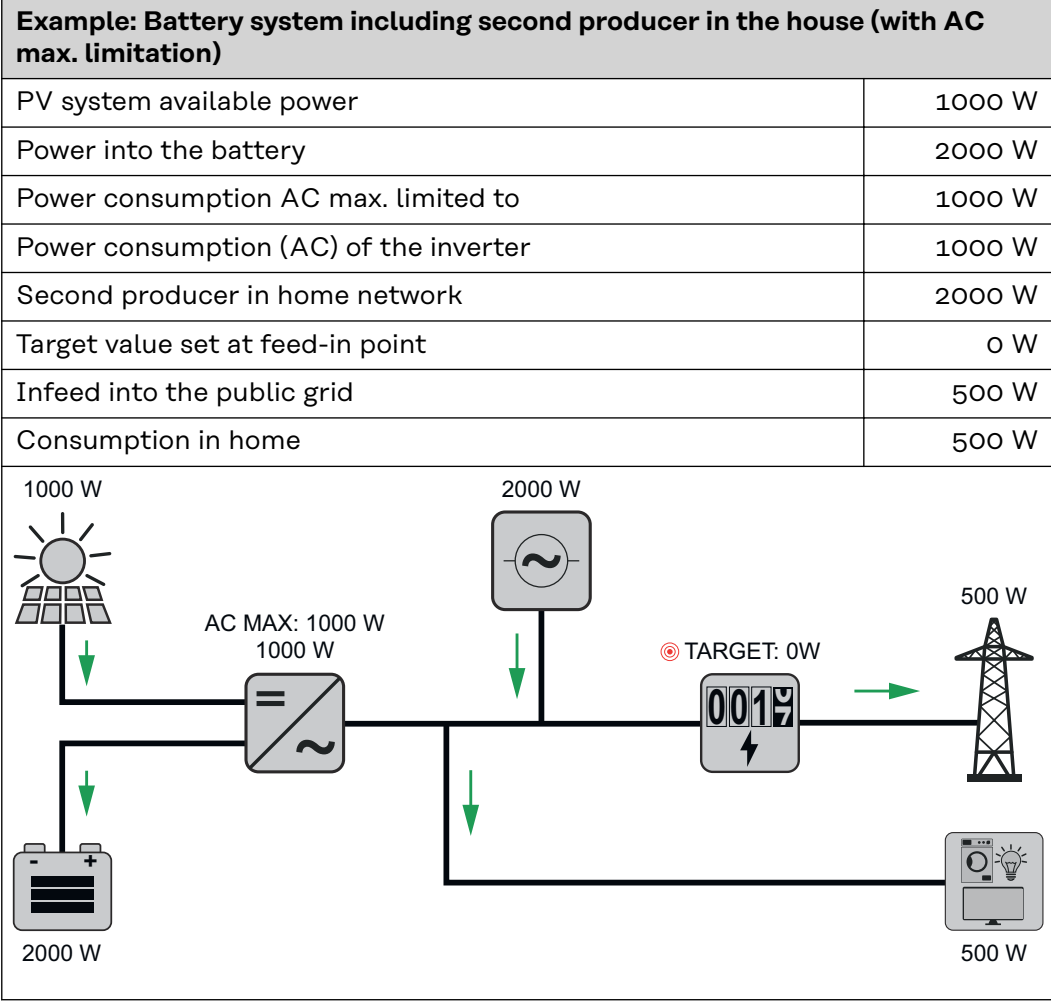 Example: Battery system including second producer in the house (with AC
max. limitation)
PV system available power 1000 W
Power into the battery 2000 W
Power consumption AC max. limited to 1000 W
Power consumption (AC) of the inverter 1000 W
Second producer in home network 2000 W
Target value set at feed-in point 0 W
Infeed into the public grid 500 W
Consumption in home 500 W
1000 W
2000 W
500 W
AC MAX: 1000 W
1000 W
TARGET: 0W
001
- +
2000 W
500 W